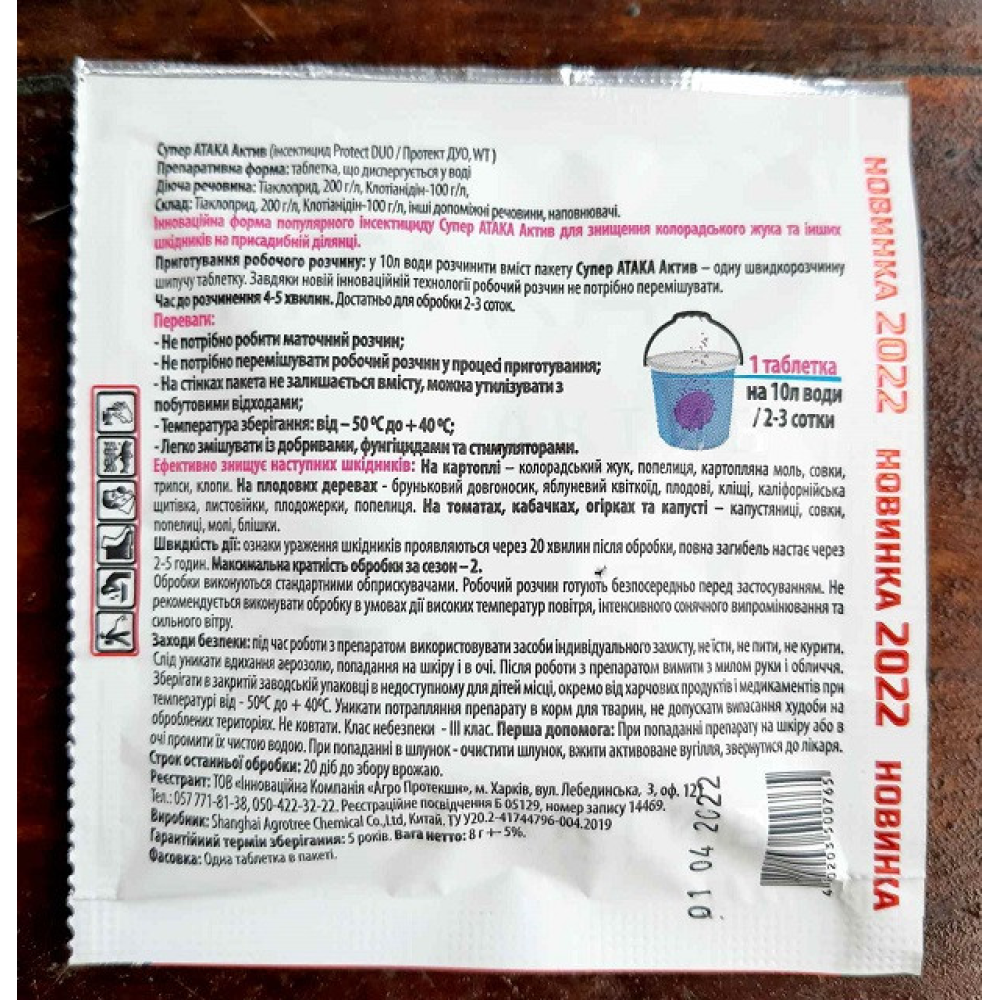 Супер АТАКА Актив (інсектицид Protect DUO / Протект ДУО, WT )
Препаративна форма: таблетка, що диспергується у воді
Діюча речовина: Тіаклоприд, 200 г/л, Клотіанідін-100 г/л,
Склад: Тіаклоприд, 200 г/л, Клотіанідін-100 г/л, інші допоміжні речовини, наповнювачі.
Інноваційна форма популярного інсектициду Супер АТАКА Актив для знищення колорадського жука та інших
шкідників на присадибній ділянці.
Приготування робочого розчину: у 10л води розчинити вміст пакету Супер АТАКА Актив – одну швидкорозчинну
шипучу таблетку. Завдяки новій інноваційній технології робочий розчин не потрібно перемішувати.
Час до розчинення 4-5 хвилин. Достатньо для обробки 2-3 соток.
Переваги:
- Не потрібно робити маточний розчин;
- Не потрібно перемішувати робочий розчин у процесі приготування;
- На стінках пакета не залишається вмісту, можна утилізувати з
побутовими відходами;
- Температура зберігання: від – 50 °С до + 40 °С;
- Легко змішувати із добривами, фунгіцидами та стимуляторами.
1 таблетка
на 10л води
/ 2-3 сотки
Ефективно знищує наступних шкідників: На картоплі – колорадський жук, попелиця, картопляна моль, совки,
трипси, клопи. На плодових деревах - бруньковий довгоносик, яблуневий квіткоїд, плодові, кліщі, каліфорнійська
щитівка, листовійки, плодожерки, попелиця. На томатах, кабачках, огірках та капусті – капустяниці, совки,
попелиці, молі, блішки.
Швидкість дії: ознаки ураження шкідників проявляються через 20 хвилин після обробки, повна загибель настає через
2-5 годин. Максимальна кратність обробки за сезон – 2.
Обробки виконуються стандартними обприскувачами. Робочий розчин готують безпосередньо перед застосуванням. Не
рекомендується виконувати обробку в умовах дії високих температур повітря, інтенсивного сонячного випромінювання та
сильного вітру.
Заходи безпеки: під час роботи з препаратом використовувати засоби індивідуального захисту, не їсти, не пити, не курити.
Слід уникати вдихання аерозолю, попадання на шкіру і в очі. Після роботи з препаратом вимити з милом руки і обличчя.
Зберігати в закритій заводській упаковці в недоступному для дітей місці, окремо від харчових продуктів і медикаментів при
температурі від - 50°С до + 40°С. Уникати потрапляння препарату в корм для тварин, не допускати випасання худоби на
оброблених територіях. Не ковтати. Клас небезпеки - III клас. Перша допомога: При попаданні препарату на шкіру або в
очі промити їх чистою водою. При попаданні в шлунок - очистити шлунок, вжити активоване вугілля, звернутися до лікаря.
Строк останньої обробки: 20 діб до збору врожаю.
Реєстрант: ТОВ «Інноваційна Компанія «Агро Протекшн», м. Харків, вул. Лебединська, 3, оф. 127
Тел.: 057 771-81-38, 050-422-32-22. Реєстраційне посвідчення Б 05129, номер запису 14469.
Виробник: Shanghai Agrotree Chemical Co.,Ltd, Китай, ТУ У20.2-41744796-004.2019
Гарантійний термін зберігання: 5 років. Вага нетто: 8 г +- 5%.
Фасовка: Одна таблетка в пакеті.
01 04 2022
4 020350 0765
НОВИНКА 2022 НОВИНКА 2022 НОВИНКА